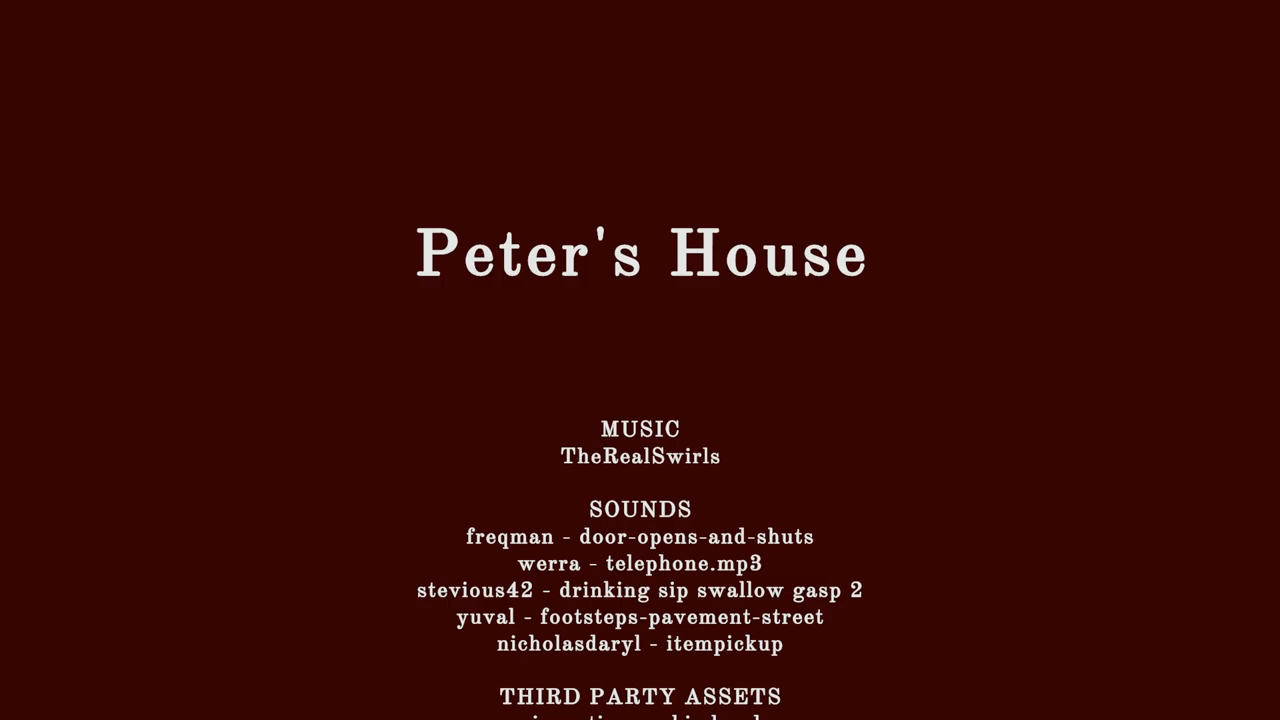 Peter's House
MUSIC
TheRealSwirls
SOUNDS
freqman - door-opens-and-shuts
werra - telephone.mp3
stevious42 - drinking sip swallow gasp 2
yuval - footsteps-pavement-street
nicholasdaryl - itempickup
THIRD PARTY ASSETS